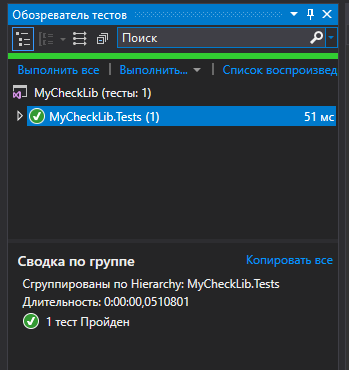 Обозреватель тестов
Поиск
Выполнить все | Выполнить... | Список воспроизвед
MyCheckLib (тесты: 1)
MyCheckLib.Tests (1) 51 мс
Сводка по группе Копировать все
Сгруппированы по Hierarchy: MyCheckLib.Tests
Длительность: 0:00:00,0510801
1 тест Пройден